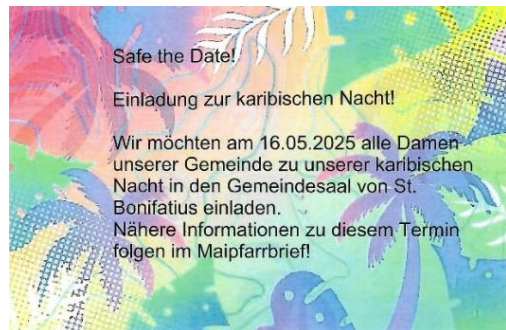 Safe the Date!
Einladung zur karibischen Nacht!
Wir möchten am 16.05.2025 alle Damen
unserer Gemeinde zu unserer karibischen
Nacht in den Gemeindesaal von St.
Bonifatius einladen.
Nähere Informationen zu diesem Termin
folgen im Maipfarrbrief!